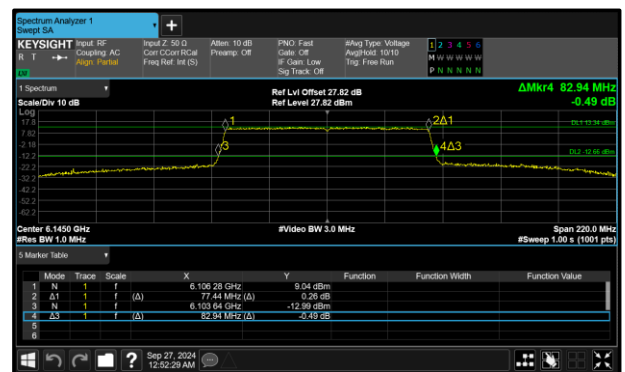 Spectrum Analyzer 1
Swept SA
+
KEYSIGHT Input: RF Input Z: 50 Ω Atten: 10 dB PNO: Fast #Avg Type: Voltage 1 2 3 4 5 6
R T Coupling: AC Corr CCorr RCal Preamp: Off Gate: Off Avg|Hold: 10/10 M W W W W W
Align: Partial Freq Ref: Int (S) IF Gain: Low Trig: Free Run
Sig Track: Off P N N N N N
1 Spectrum ΔMkr4 82.94 MHz
Ref Lvl Offset 27.82 dB
Scale/Div 10 dB Ref Level 27.82 dBm -0.49 dB
Log
17.8 1 2Δ1 DL1 13.34 dBm
7.82
-2.18 3 4Δ3
-12.2 DL2 -12.66 dBm
-22.2
-32.2
-42.2
-52.2
-62.2
Center 6.1450 GHz #Video BW 3.0 MHz Span 220.0 MHz
#Res BW 1.0 MHz #Sweep 1.00 s (1001 pts)
5 Marker Table
Mode Trace Scale X Y Function Function Width Function Value
1 N 1 f 6.106 28 GHz 9.04 dBm
2 Δ1 1 f (Δ) 77.44 MHz (Δ) 0.26 dB
3 N 1 f 6.103 64 GHz -12.99 dBm
4 Δ3 1 f (Δ) 82.94 MHz (Δ) -0.49 dB
5
6
? Sep 27, 2024
12:52:29 AM